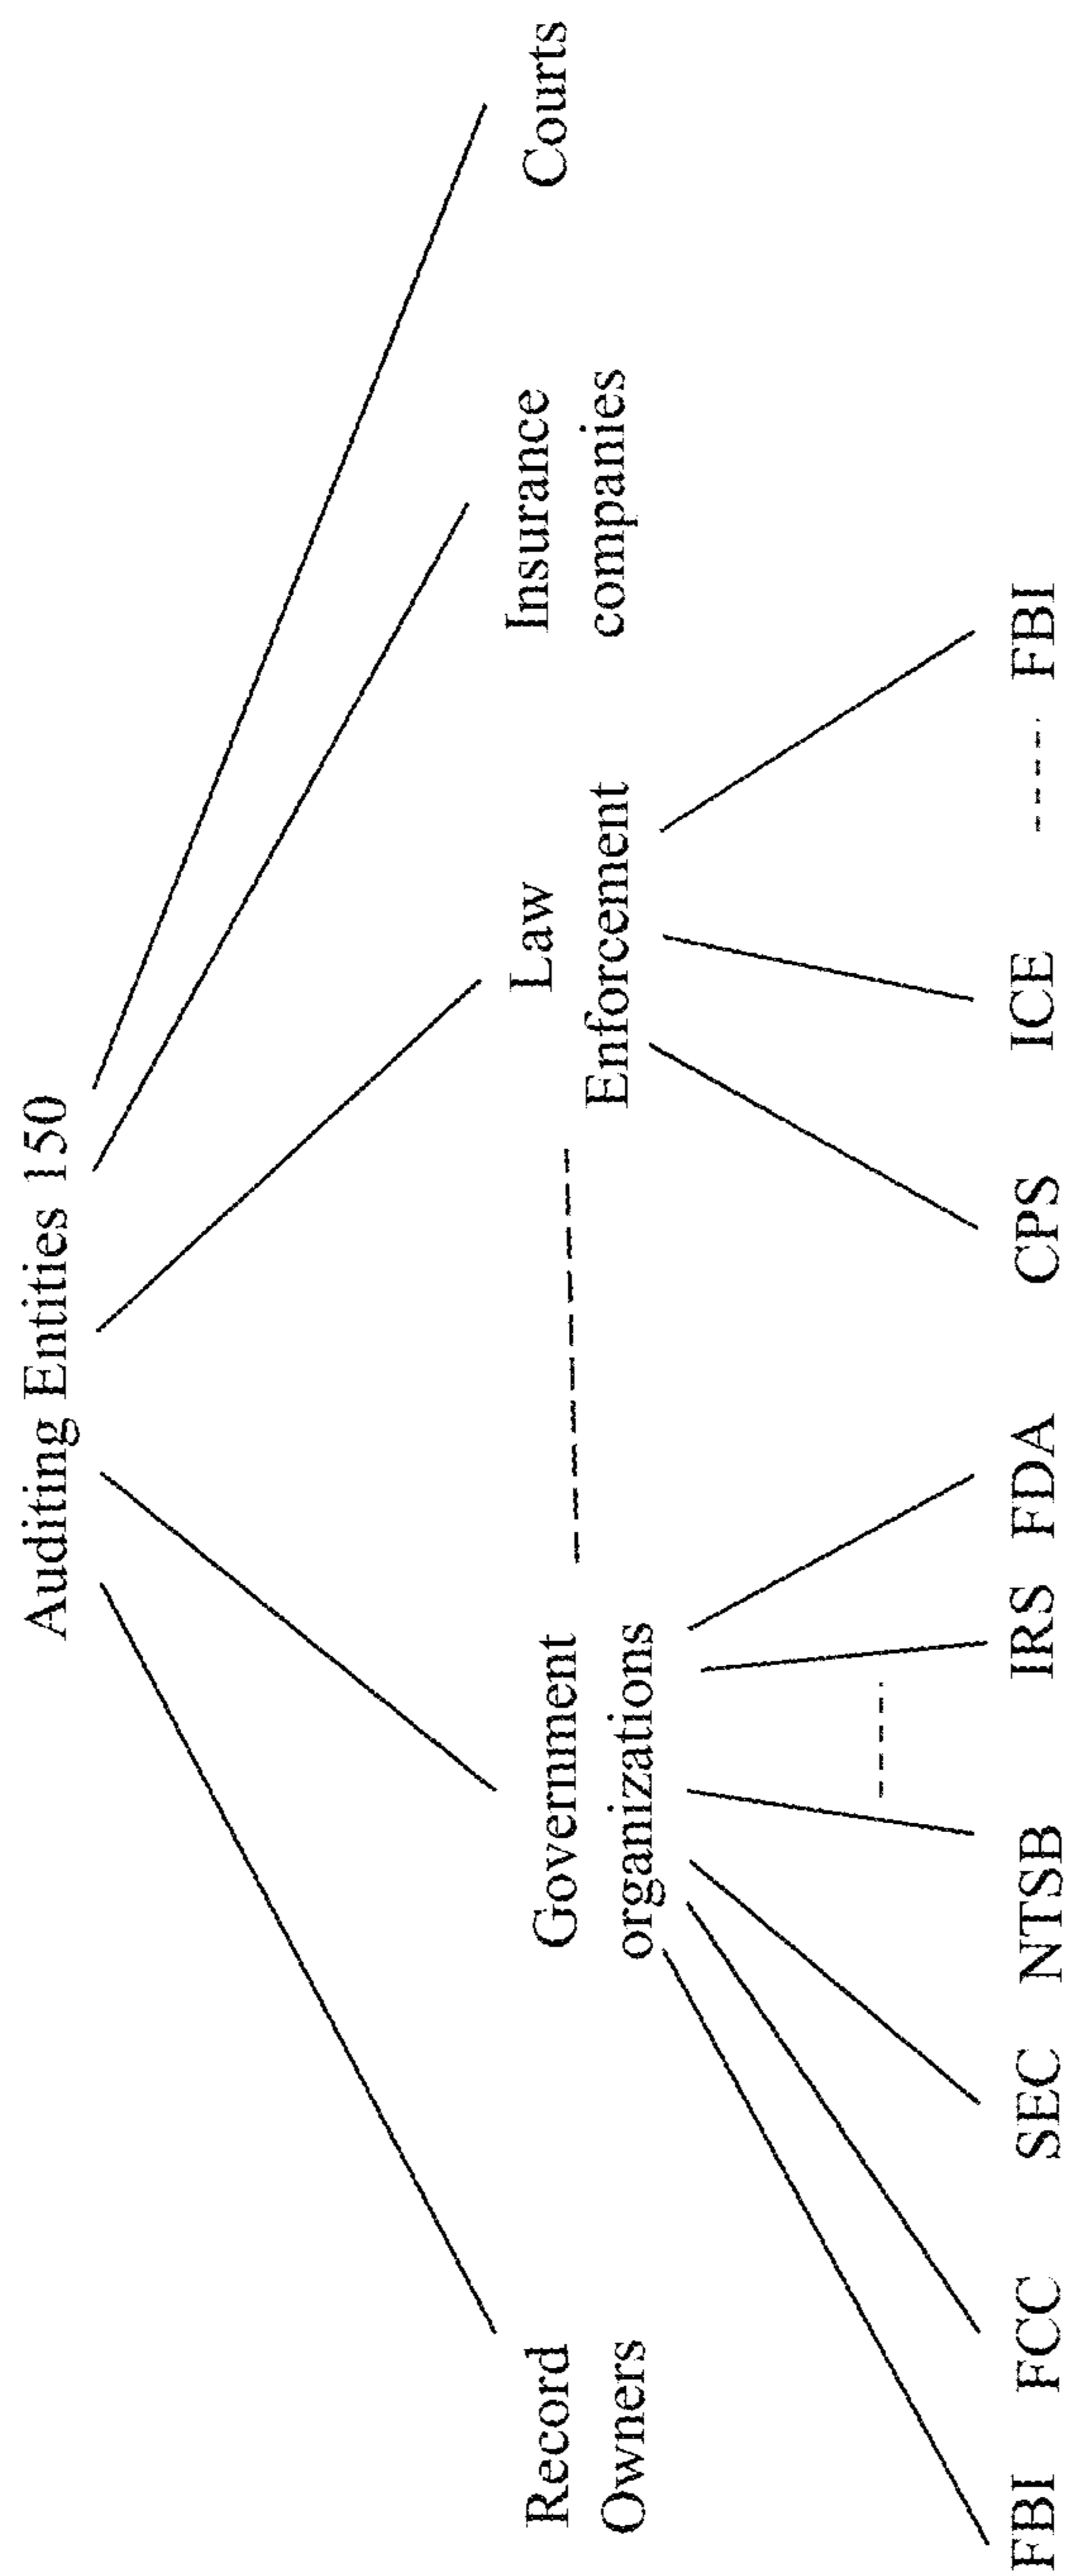 Auditing Entities 150
Record
Owners
Government
organizations
Law
Enforcement
Insurance
companies
Courts
FBI FCC SEC NTSB IRS FDA CPS ICE FBI